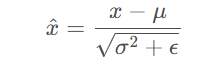 x̂ = (x − μ) / √(σ² + ϵ)